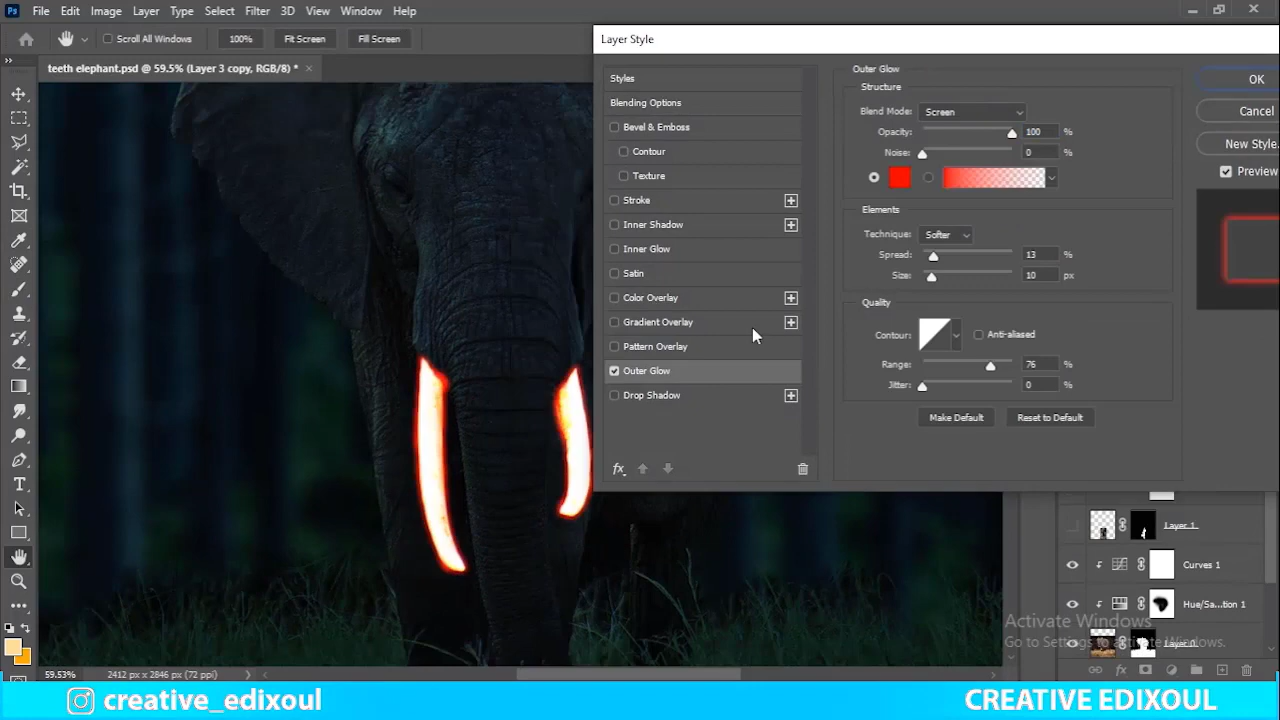 Ps File Edit Image Layer Type Select Filter 3D View Window Help
Scroll All Windows 100% Fit Screen Fill Screen
teeth elephant.psd @ 59.5% (Layer 3 copy, RGB/8) *
Layer Style
Styles
Blending Options
Bevel & Emboss
Contour
Texture
Stroke
Inner Shadow
Inner Glow
Satin
Color Overlay
Gradient Overlay
Pattern Overlay
Outer Glow
Drop Shadow
fx
Outer Glow
Structure
Blend Mode: Screen
Opacity: 100 %
Noise: 0 %
Elements
Technique: Softer
Spread: 13 %
Size: 10 px
Quality
Contour: Anti-aliased
Range: 76 %
Jitter: 0 %
Make Default Reset to Default
OK
Cancel
New Style...
Preview
Layer 1
Curves 1
Hue/Sa...tion 1
Layer 0
Activate Windows
Go to Settings to activate Windows.
59.53% 2412 px x 2846 px (72 ppi)
fx
creative_edixoul
CREATIVE EDIXOUL